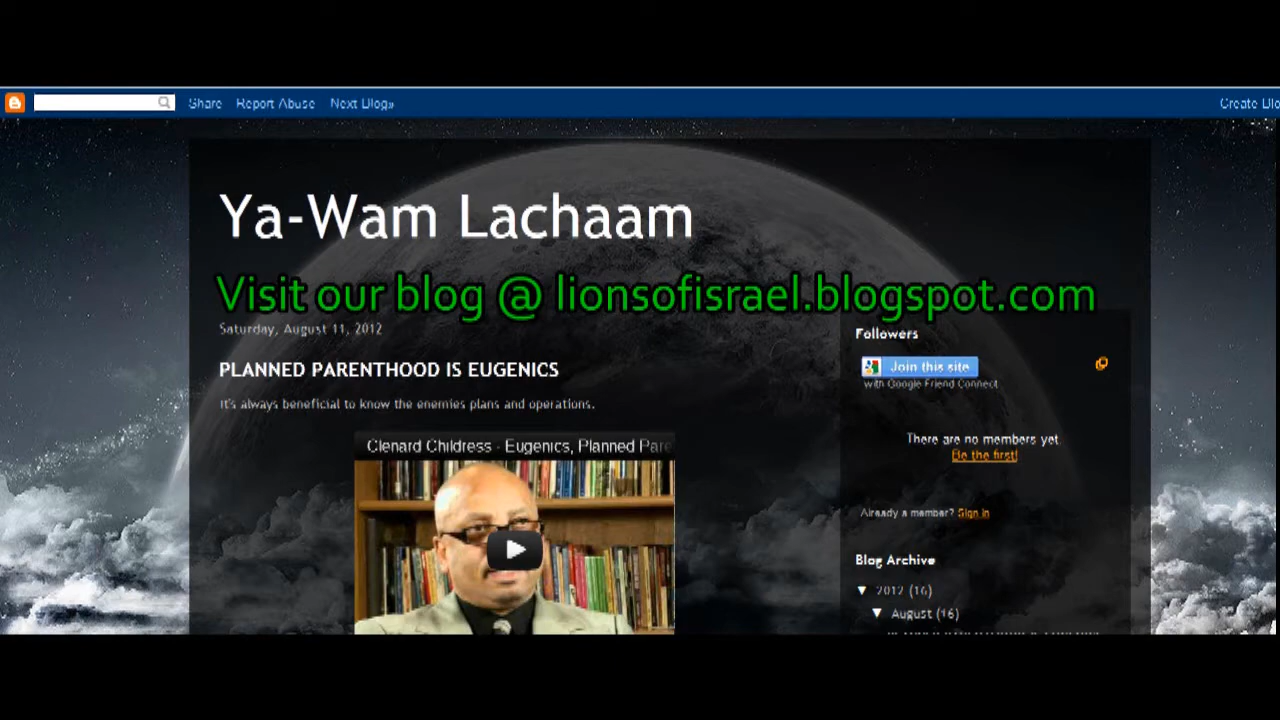 Share Report Abuse Next Blog»
Create Blo
Ya-Wam Lachaam
Visit our blog @ lionsofisrael.blogspot.com
Saturday, August 11, 2012
Followers
Join this site
with Google Friend Connect
PLANNED PARENTHOOD IS EUGENICS
It's always beneficial to know the enemies plans and operations.
There are no members yet.
Be the first!
Clenard Childress - Eugenics, Planned Pare
Already a member? Sign in
Blog Archive
▼ 2012 (16)
▼ August (16)